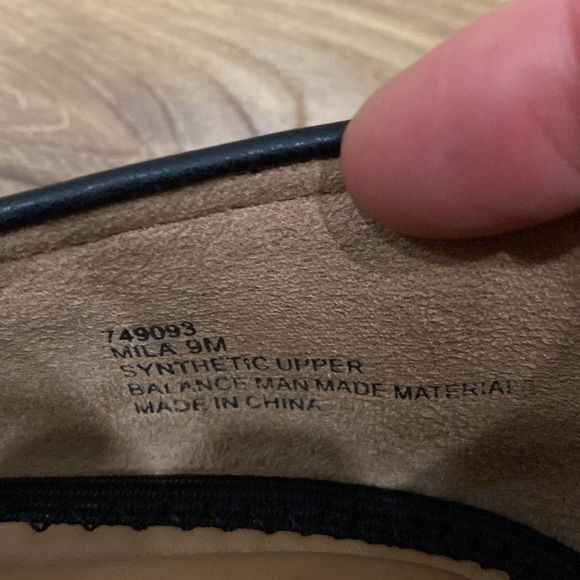 749093
MILA 9M
SYNTHETIC UPPER
BALANCE MAN MADE MATERIALS
MADE IN CHINA